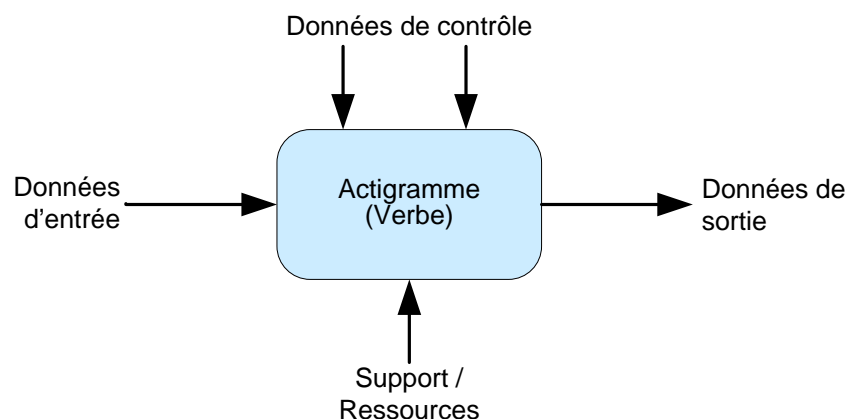 Données de contrôle
Données
d’entrée
Actigramme
(Verbe)
Données de
sortie
Support /
Ressources